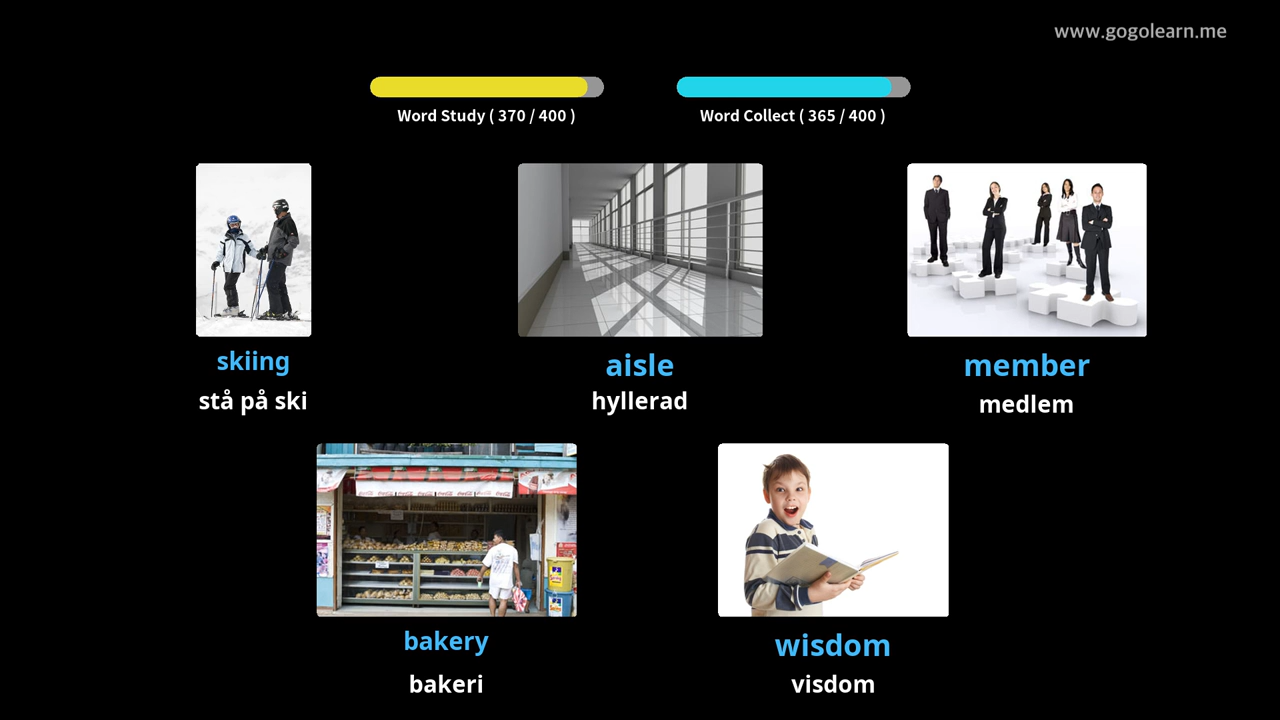 www.gogolearn.me
Word Study ( 370 / 400 )
Word Collect ( 365 / 400 )
skiing
aisle
member
stå på ski
hyllerad
medlem
bakery
wisdom
bakeri
visdom